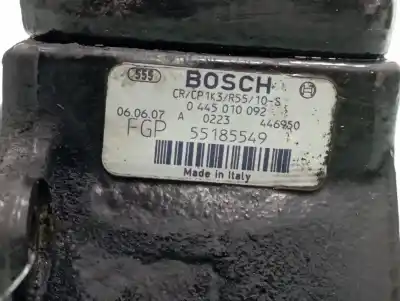 555 BOSCH
CR/CP1K3/R55/10-S
0 445 010 092
06.06.07 A 0223 446950
FGP 55185549
Made in Italy